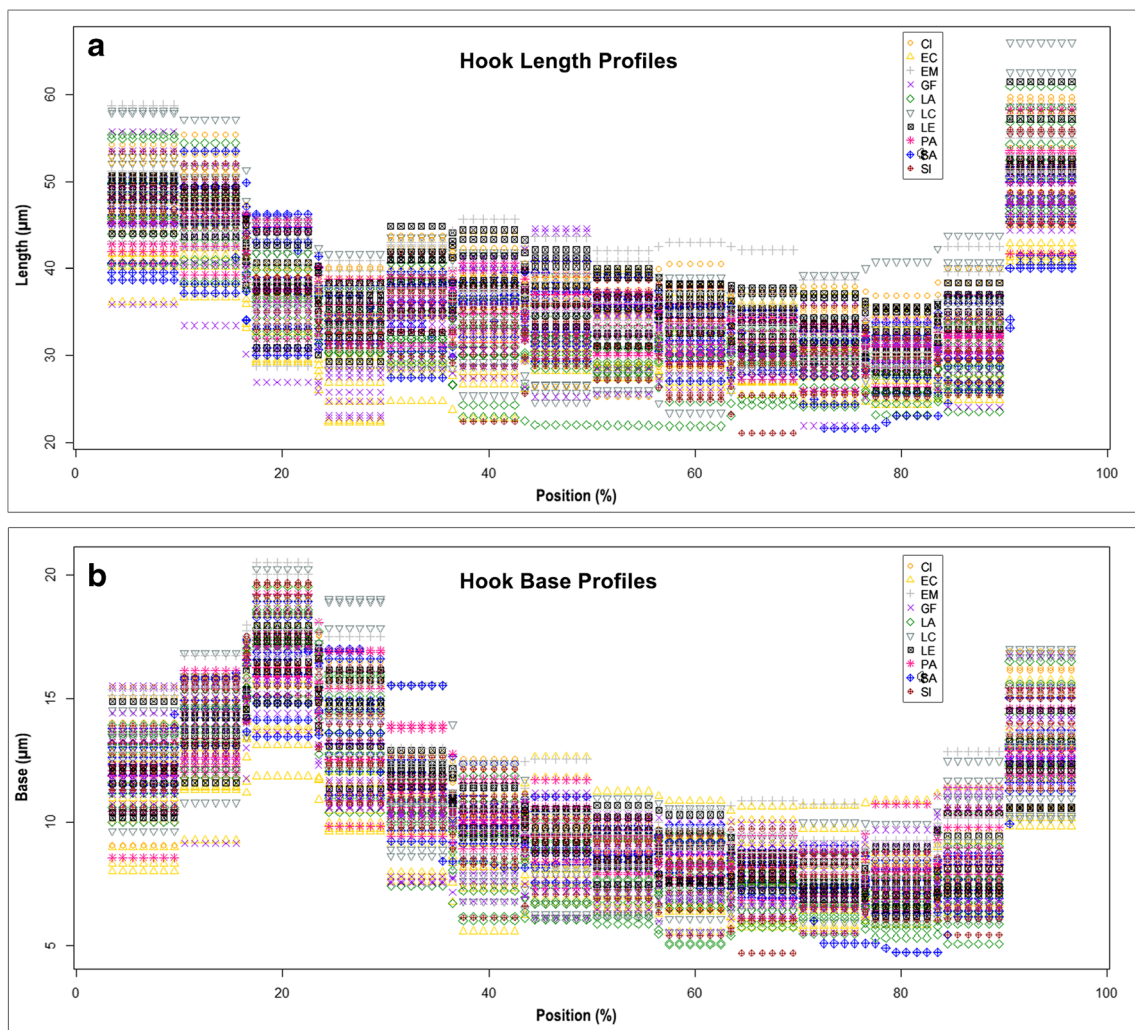 a
Hook Length Profiles
CI
EC
EM
GF
LA
LC
LE
PA
SA
SI
Length (µm)
60
50
40
30
20
0
20
40
60
80
100
Position (%)
b
Hook Base Profiles
CI
EC
EM
GF
LA
LC
LE
PA
SA
SI
Base (µm)
20
15
10
5
0
20
40
60
80
100
Position (%)